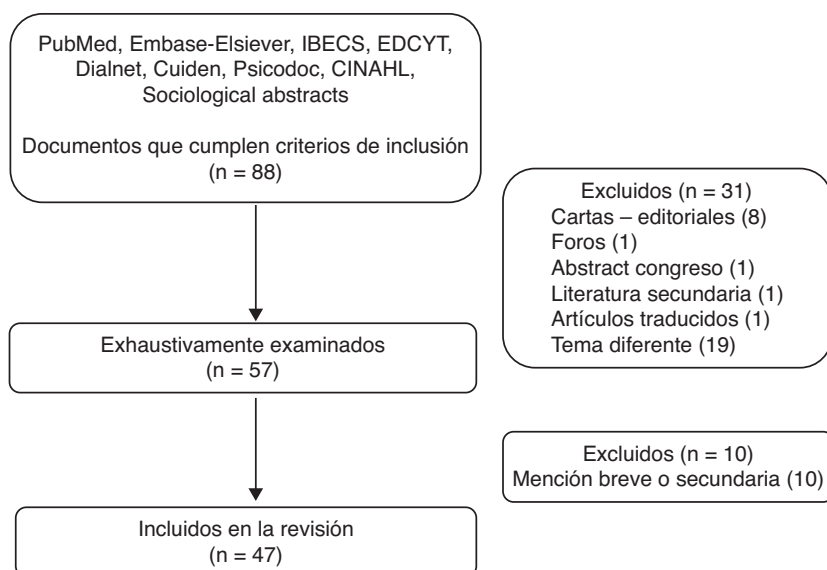 PubMed, Embase-Elsiever, IBECS, EDCYT,
Dialnet, Cuiden, Psicodoc, CINAHL,
Sociological abstracts
Documentos que cumplen criterios de inclusión
(n = 88)
Excluidos (n = 31)
Cartas – editoriales (8)
Foros (1)
Abstract congreso (1)
Literatura secundaria (1)
Artículos traducidos (1)
Tema diferente (19)
Exhaustivamente examinados
(n = 57)
Excluidos (n = 10)
Mención breve o secundaria (10)
Incluidos en la revisión
(n = 47)